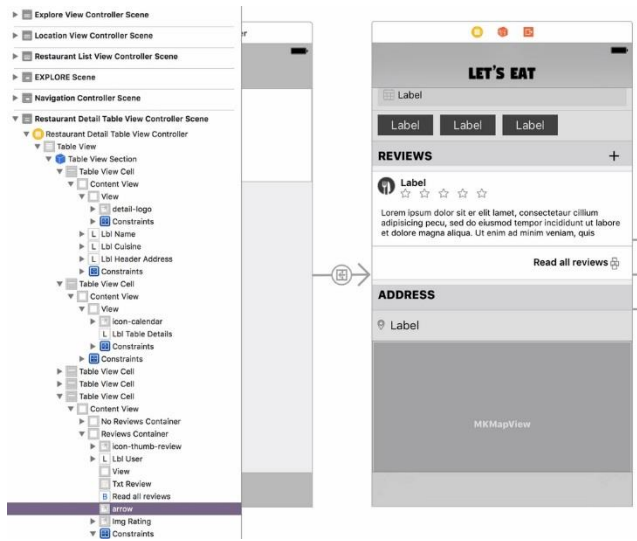 Explore View Controller Scene
Location View Controller Scene
Restaurant List View Controller Scene
EXPLORE Scene
Navigation Controller Scene
Restaurant Detail Table View Controller Scene
Restaurant Detail Table View Controller
Table View
Table View Section
Table View Cell
Content View
View
detail-logo
Constraints
L Lbl Name
L Lbl Cuisine
L Lbl Header Address
Constraints
Table View Cell
Content View
View
icon-calendar
L Lbl Table Details
Constraints
Constraints
Table View Cell
Table View Cell
Table View Cell
Content View
No Reviews Container
Reviews Container
icon-thumb-review
L Lbl User
View
Txt Review
B Read all reviews
arrow
Img Rating
Constraints
LET'S EAT
Label
Label Label Label
REVIEWS +
Label
Lorem ipsum dolor sit er elit lamet, consectetaur cillium
adipisicing pecu, sed do eiusmod tempor incididunt ut labore
et dolore magna aliqua. Ut enim ad minim veniam, quis
Read all reviews
ADDRESS
Label
MKMapView